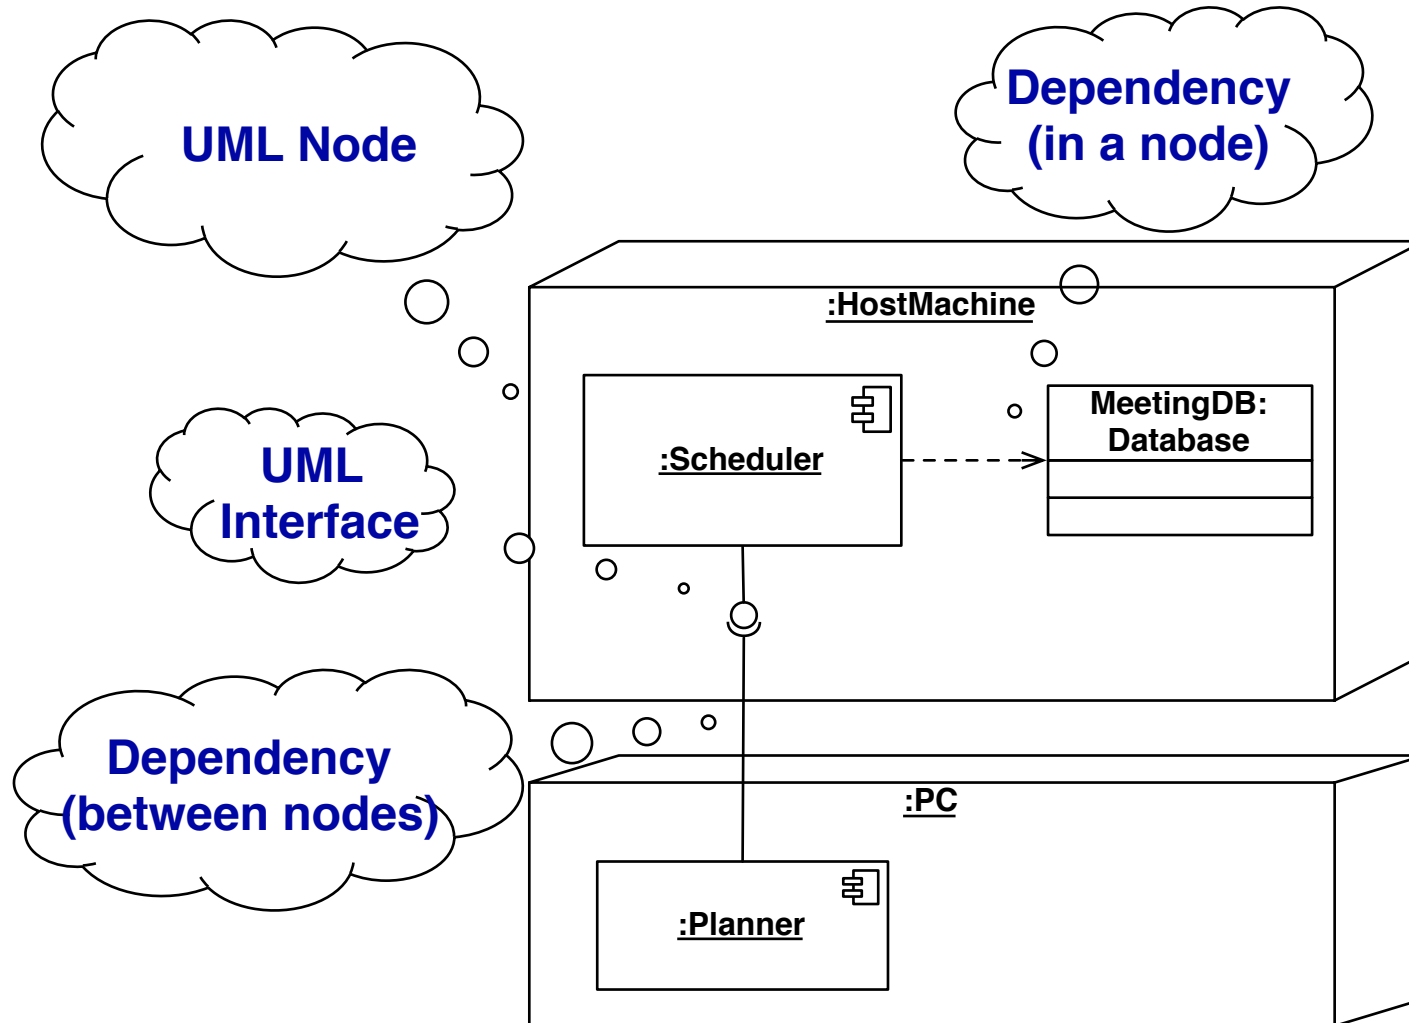 UML Node
Dependency
(in a node)
:HostMachine
:Scheduler
MeetingDB:
Database
UML
Interface
Dependency
(between nodes)
:PC
:Planner